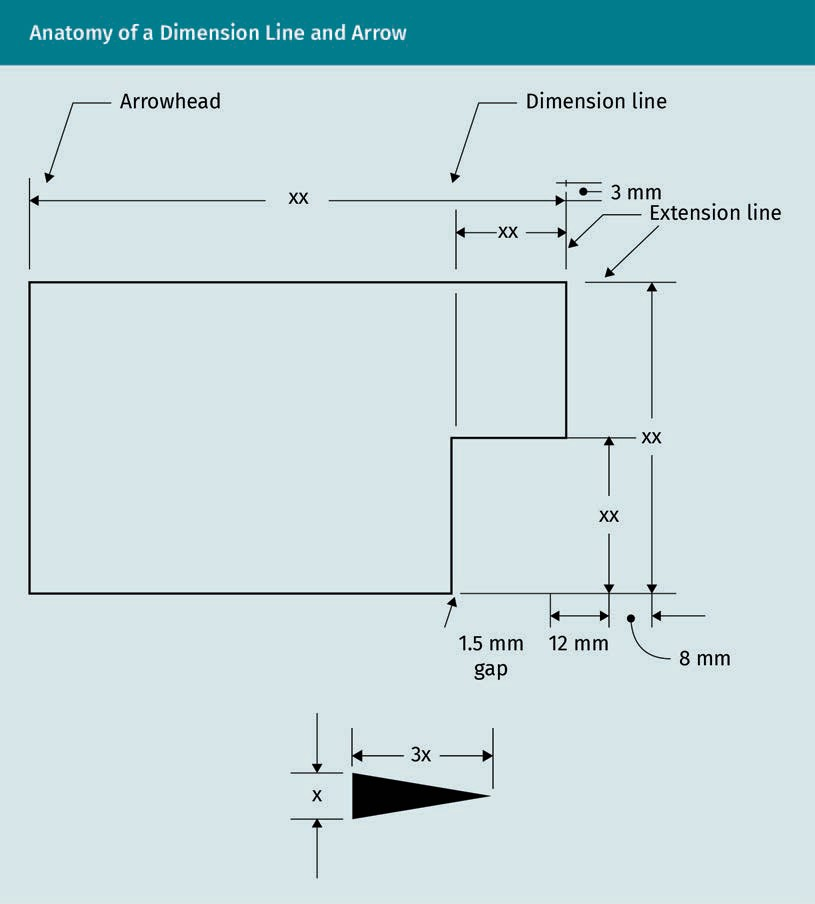 Anatomy of a Dimension Line and Arrow
Arrowhead
Dimension line
xx
3 mm
Extension line
xx
xx
xx
1.5 mm
gap
12 mm
8 mm
3x
x